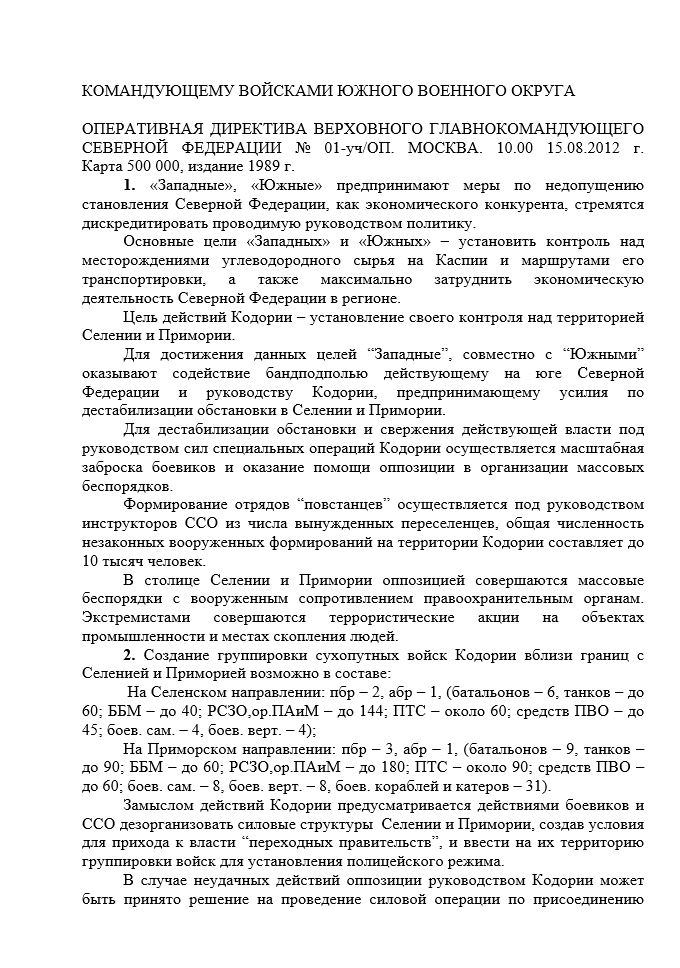 КОМАНДУЮЩЕМУ ВОЙСКАМИ ЮЖНОГО ВОЕННОГО ОКРУГА
ОПЕРАТИВНАЯ ДИРЕКТИВА ВЕРХОВНОГО ГЛАВНОКОМАНДУЮЩЕГО
СЕВЕРНОЙ ФЕДЕРАЦИИ № 01-уч/ОП. МОСКВА. 10.00 15.08.2012 г.
Карта 500 000, издание 1989 г.
1. «Западные», «Южные» предпринимают меры по недопущению
становления Северной Федерации, как экономического конкурента, стремятся
дискредитировать проводимую руководством политику.
Основные цели «Западных» и «Южных» – установить контроль над
месторождениями углеводородного сырья на Каспии и маршрутами его
транспортировки, а также максимально затруднить экономическую
деятельность Северной Федерации в регионе.
Цель действий Кодории – установление своего контроля над территорией
Селении и Примории.
Для достижения данных целей “Западные”, совместно с “Южными”
оказывают содействие бандподполью действующему на юге Северной
Федерации и руководству Кодории, предпринимающему усилия по
дестабилизации обстановки в Селении и Примории.
Для дестабилизации обстановки и свержения действующей власти под
руководством сил специальных операций Кодории осуществляется масштабная
заброска боевиков и оказание помощи оппозиции в организации массовых
беспорядков.
Формирование отрядов “повстанцев” осуществляется под руководством
инструкторов ССО из числа вынужденных переселенцев, общая численность
незаконных вооруженных формирований на территории Кодории составляет до
10 тысяч человек.
В столице Селении и Примории оппозицией совершаются массовые
беспорядки с вооруженным сопротивлением правоохранительным органам.
Экстремистами совершаются террористические акции на объектах
промышленности и местах скопления людей.
2. Создание группировки сухопутных войск Кодории вблизи границ с
Селенией и Приморией возможно в составе:
На Селенском направлении: пбр – 2, абр – 1, (батальонов – 6, танков – до
60; ББМ – до 40; РСЗО,ор.ПАиМ – до 144; ПТС – около 60; средств ПВО – до
45; боев. сам. – 4, боев. верт. – 4);
На Приморском направлении: пбр – 3, абр – 1, (батальонов – 9, танков –
до 90; ББМ – до 60; РСЗО,ор.ПАиМ – до 180; ПТС – около 90; средств ПВО –
до 60; боев. сам. – 8, боев. верт. – 8, боев. кораблей и катеров – 31).
Замыслом действий Кодории предусматривается действиями боевиков и
ССО дезорганизовать силовые структуры Селении и Примории, создав условия
для прихода к власти “переходных правительств”, и ввести на их территорию
группировки войск для установления полицейского режима.
В случае неудачных действий оппозиции руководством Кодории может
быть принято решение на проведение силовой операции по присоединению